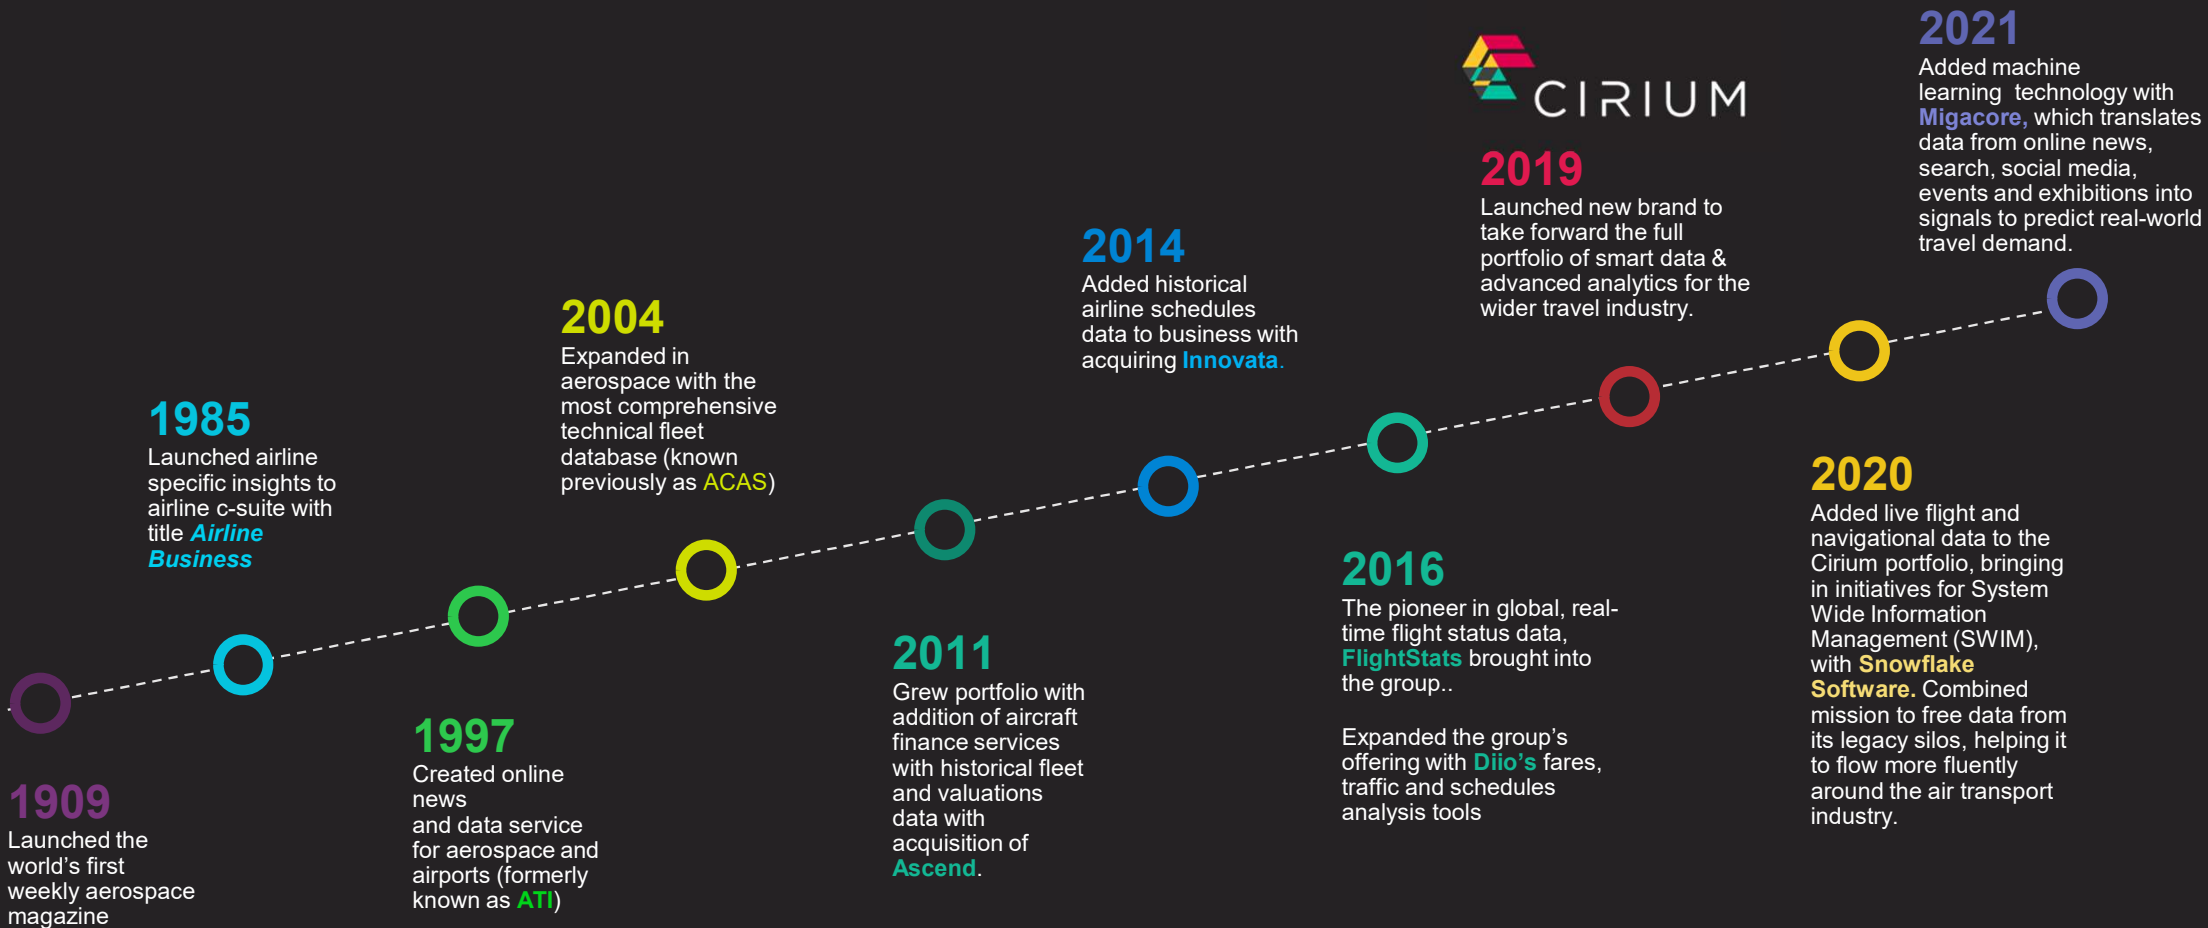 CIRIUM
1909
Launched the
world’s first
weekly aerospace
magazine
1985
Launched airline
specific insights to
airline c-suite with
title Airline
Business
1997
Created online
news
and data service
for aerospace and
airports (formerly
known as ATI)
2004
Expanded in
aerospace with the
most comprehensive
technical fleet
database (known
previously as ACAS)
2011
Grew portfolio with
addition of aircraft
finance services
with historical fleet
and valuations
data with
acquisition of
Ascend.
2014
Added historical
airline schedules
data to business with
acquiring Innovata.
2016
The pioneer in global, real-
time flight status data,
FlightStats brought into
the group..
Expanded the group’s
offering with Diio’s fares,
traffic and schedules
analysis tools
2019
Launched new brand to
take forward the full
portfolio of smart data &
advanced analytics for the
wider travel industry.
2020
Added live flight and
navigational data to the
Cirium portfolio, bringing
in initiatives for System
Wide Information
Management (SWIM),
with Snowflake
Software. Combined
mission to free data from
its legacy silos, helping it
to flow more fluently
around the air transport
industry.
2021
Added machine
learning technology with
Migacore, which translates
data from online news,
search, social media,
events and exhibitions into
signals to predict real-world
travel demand.